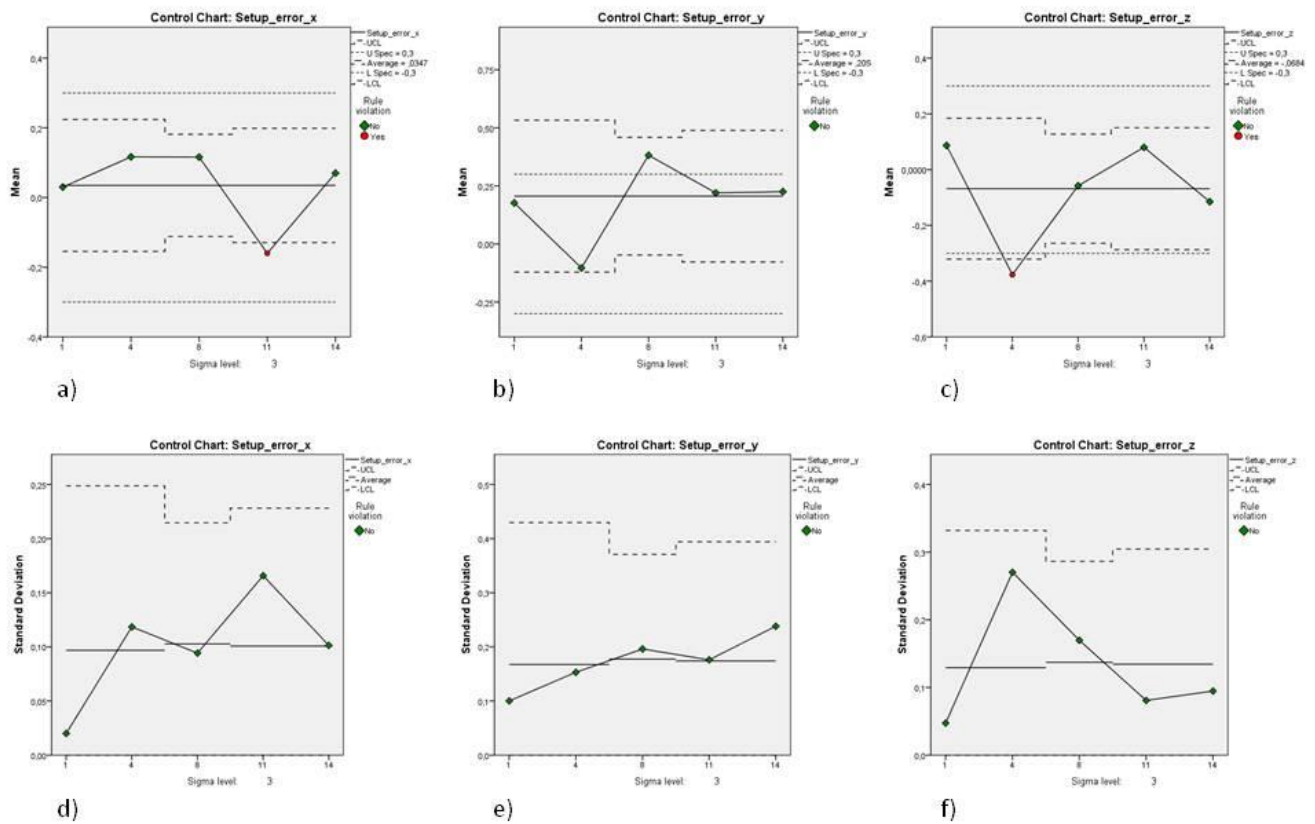 Control Chart: Setup_error_x
Setup_error_x
UCL
U Spec = 0,3
Average = ,0347
L Spec = -0,3
LCL
Rule
violation
No
Yes
Mean
0,4
0,2
0,0
-0,2
-0,4
1 4 8 11 14
Sigma level: 3
a)
Control Chart: Setup_error_y
Setup_error_y
UCL
U Spec = 0,3
Average = ,205
L Spec = -0,3
LCL
Rule
violation
No
Mean
0,75
0,50
0,25
0,00
-0,25
1 4 8 11 14
Sigma level: 3
b)
Control Chart: Setup_error_z
Setup_error_z
UCL
U Spec = 0,3
Average = -,0684
L Spec = -0,3
LCL
Rule
violation
No
Yes
Mean
0,4
0,2
0,0000
-0,2
-0,4
-0,6
1 4 8 11 14
Sigma level: 3
c)
Control Chart: Setup_error_x
Setup_error_x
UCL
Average
LCL
Rule
violation
No
Standard Deviation
0,25
0,20
0,15
0,10
0,05
0,00
1 4 8 11 14
Sigma level: 3
d)
Control Chart: Setup_error_y
Setup_error_y
UCL
Average
LCL
Rule
violation
No
Standard Deviation
0,5
0,4
0,3
0,2
0,1
0,0
1 4 8 11 14
Sigma level: 3
e)
Control Chart: Setup_error_z
Setup_error_z
UCL
Average
LCL
Rule
violation
No
Standard Deviation
0,4
0,3
0,2
0,1
0,0
1 4 8 11 14
Sigma level: 3
f)